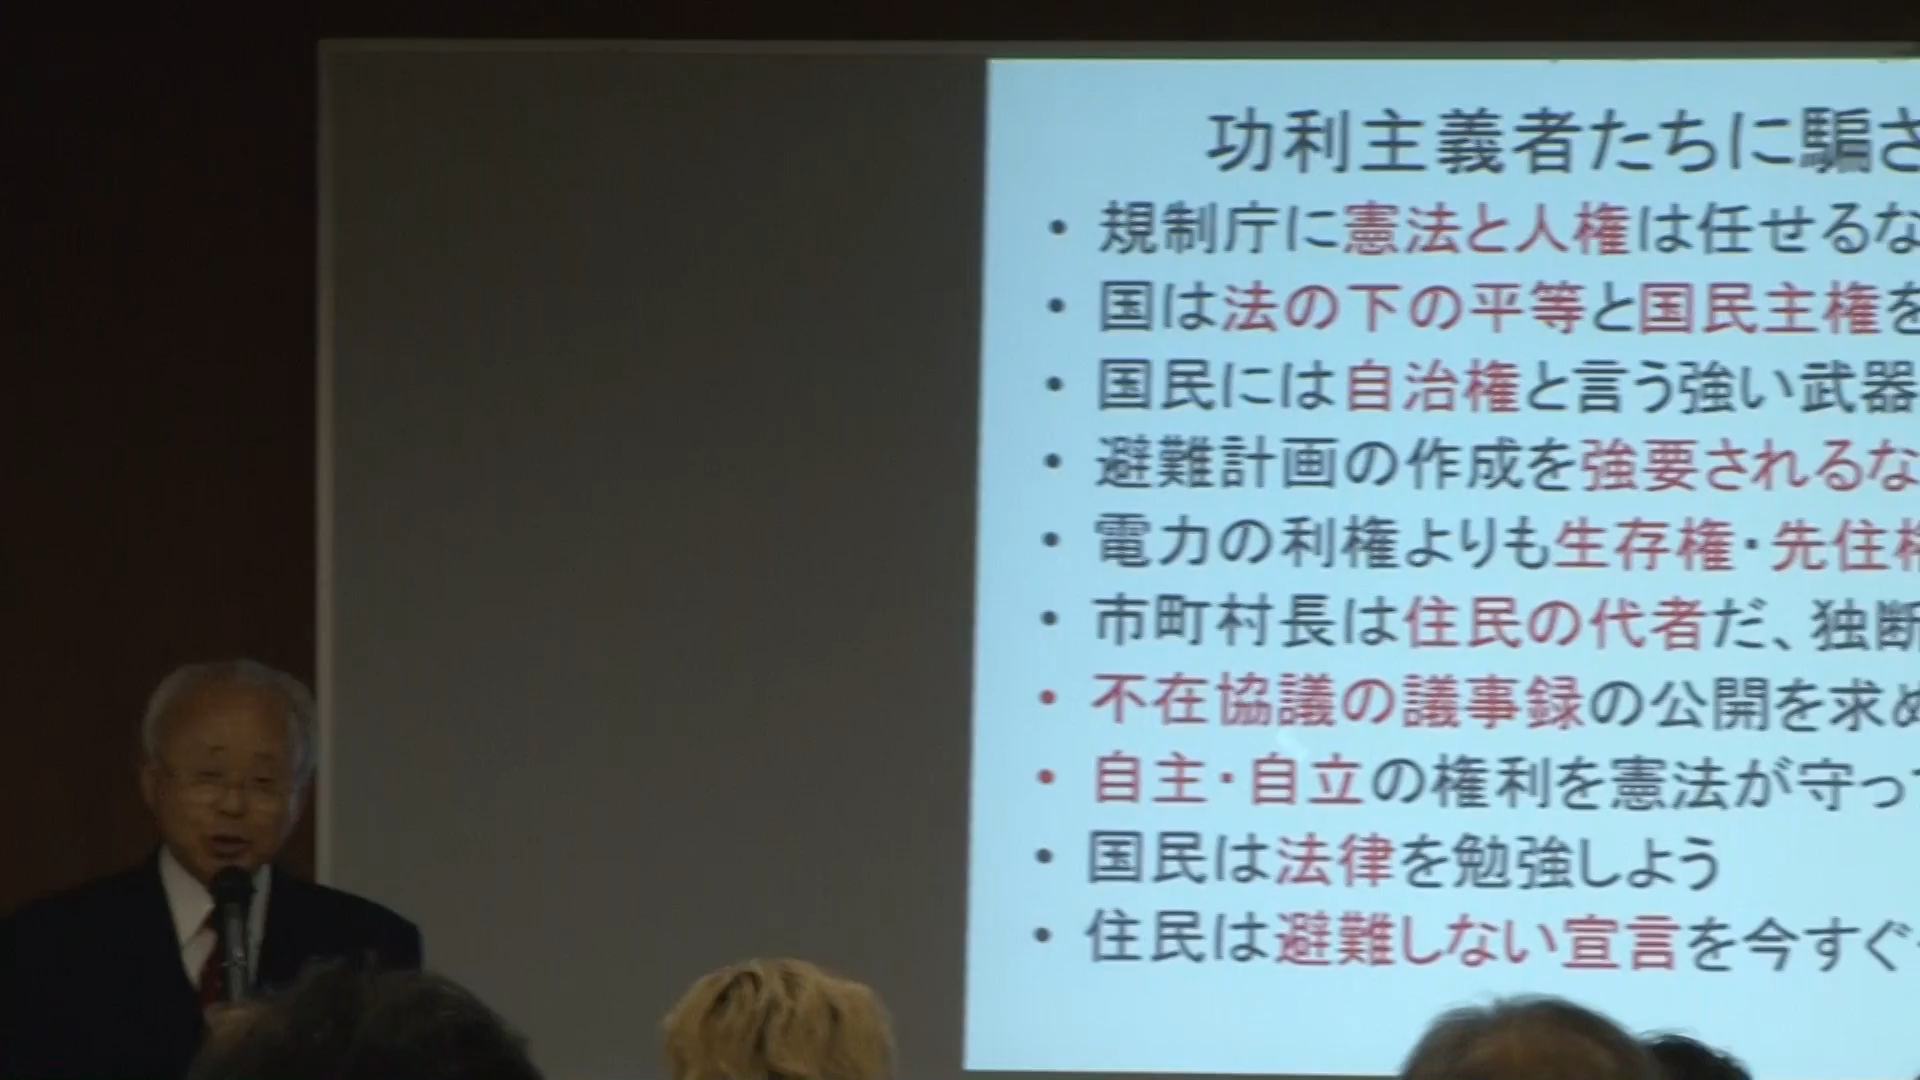 功利主義者たちに騙さ
・規制庁に憲法と人権は任せるな
・国は法の下の平等と国民主権を
・国民には自治権と言う強い武器
・避難計画の作成を強要されるな
・電力の利権よりも生存権・先住権
・市町村長は住民の代者だ、独断
・不在協議の議事録の公開を求め
・自主・自立の権利を憲法が守って
・国民は法律を勉強しよう
・住民は避難しない宣言を今すぐ